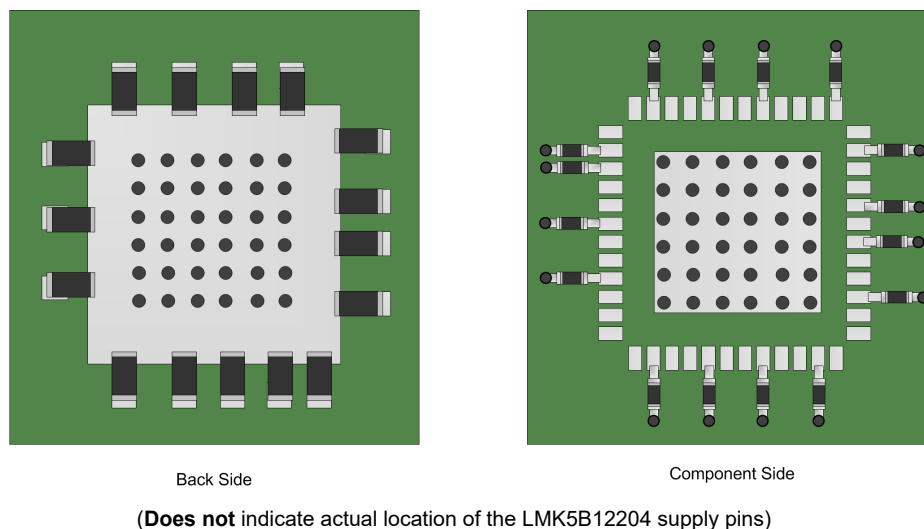 Back Side
Component Side
(Does not indicate actual location of the LMK5B12204 supply pins)